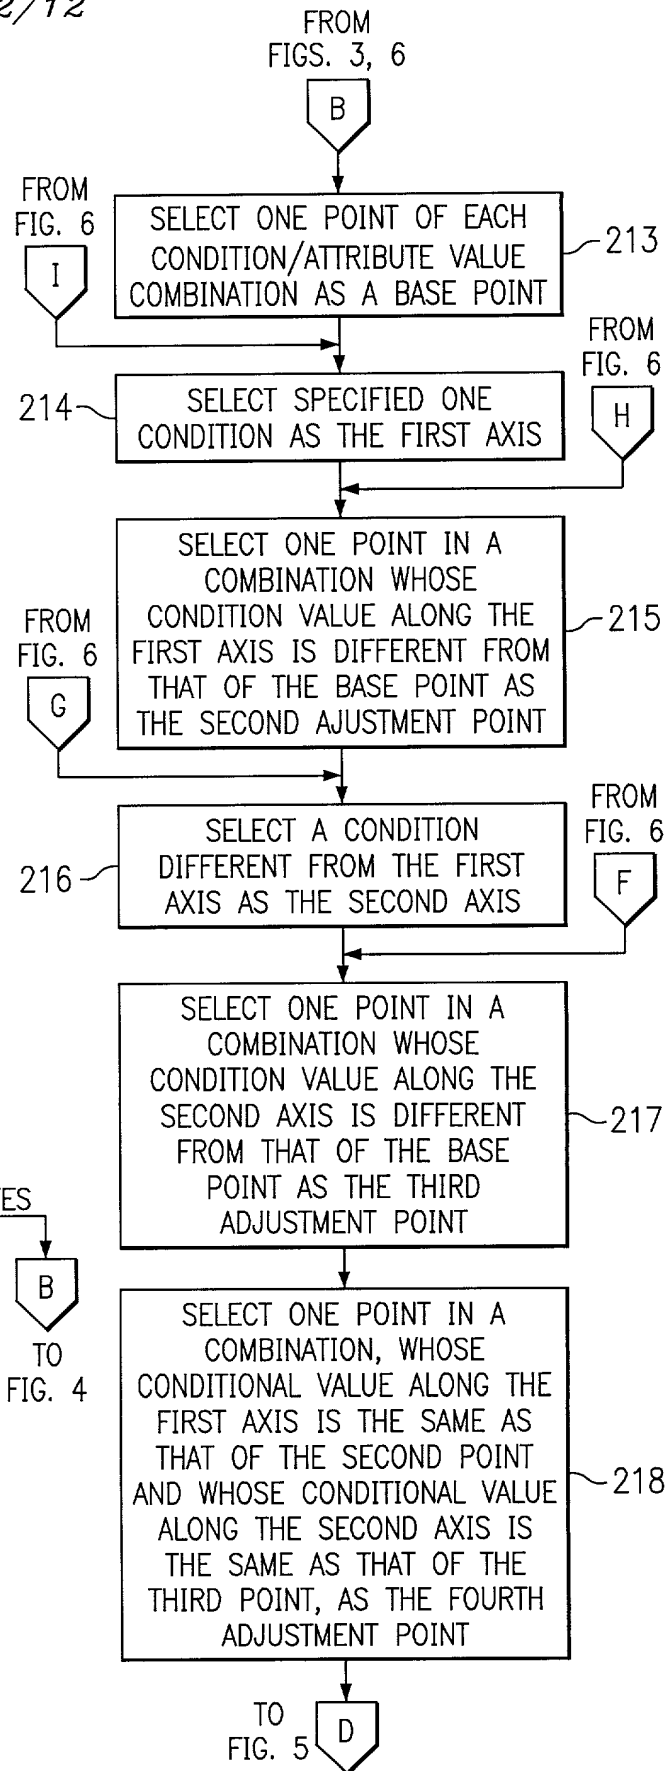 2/12
FROM
FIGS. 3, 6
B
FROM
FIG. 6
I
SELECT ONE POINT OF EACH
CONDITION/ATTRIBUTE VALUE
COMBINATION AS A BASE POINT
213
FROM
FIG. 6
H
214
SELECT SPECIFIED ONE
CONDITION AS THE FIRST AXIS
SELECT ONE POINT IN A
COMBINATION WHOSE
CONDITION VALUE ALONG THE
FIRST AXIS IS DIFFERENT FROM
THAT OF THE BASE POINT AS
THE SECOND AJUSTMENT POINT
215
FROM
FIG. 6
G
FROM
FIG. 6
F
216
SELECT A CONDITION
DIFFERENT FROM THE FIRST
AXIS AS THE SECOND AXIS
SELECT ONE POINT IN A
COMBINATION WHOSE
CONDITION VALUE ALONG THE
SECOND AXIS IS DIFFERENT
FROM THAT OF THE BASE
POINT AS THE THIRD
ADJUSTMENT POINT
217
ES
B
TO
FIG. 4
SELECT ONE POINT IN A
COMBINATION, WHOSE
CONDITIONAL VALUE ALONG THE
FIRST AXIS IS THE SAME AS
THAT OF THE SECOND POINT
AND WHOSE CONDITIONAL VALUE
ALONG THE SECOND AXIS IS
THE SAME AS THAT OF THE
THIRD POINT, AS THE FOURTH
ADJUSTMENT POINT
218
TO
FIG. 5
D